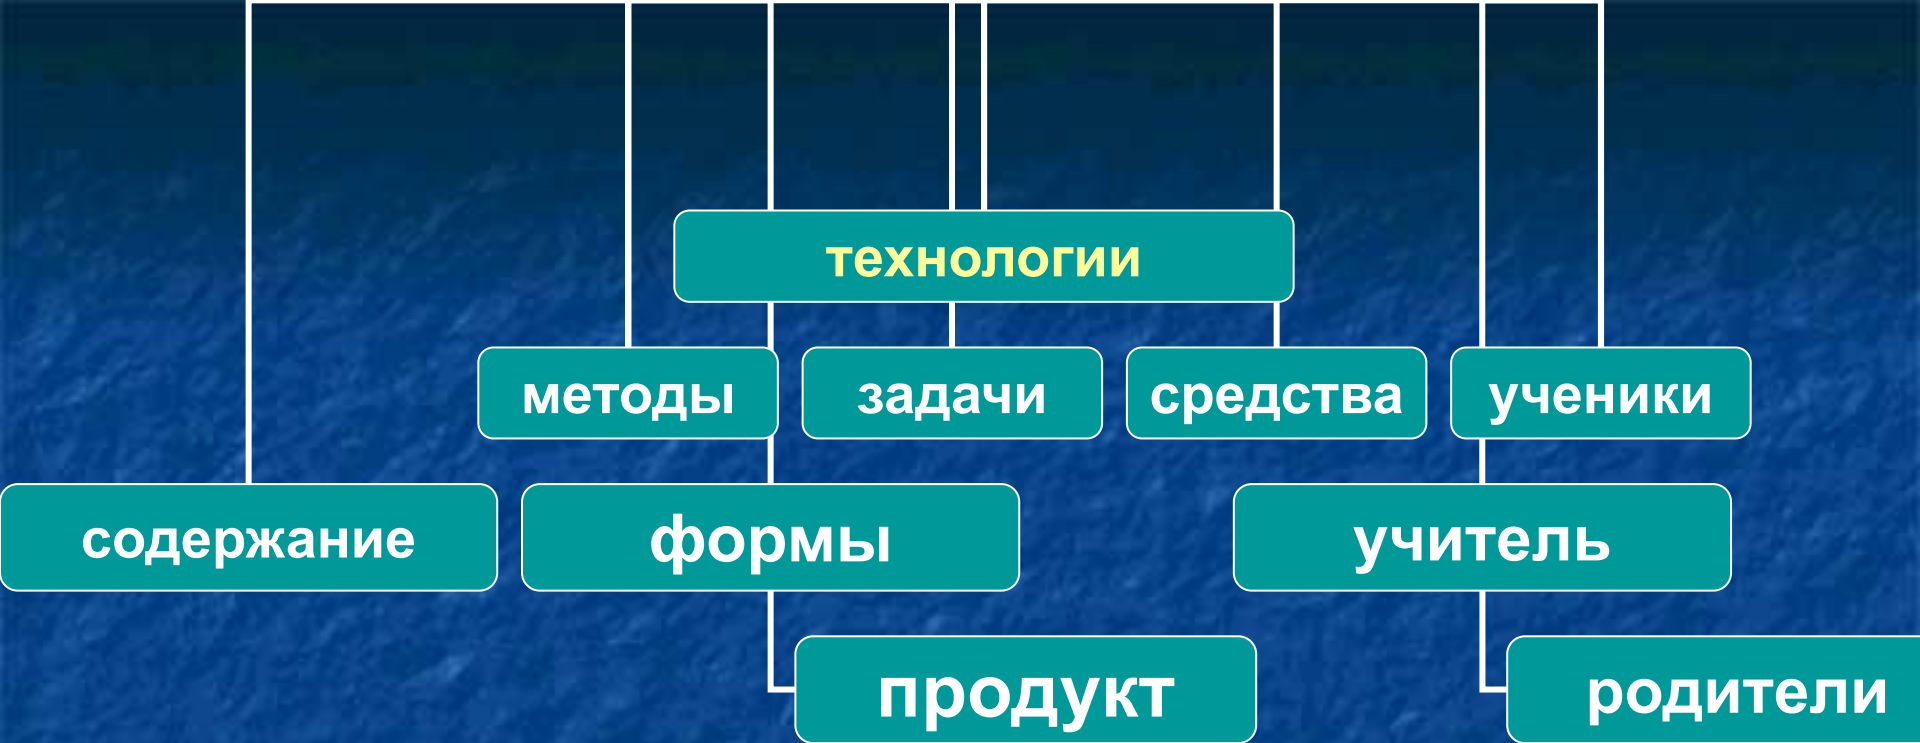 технологии
методы
задачи
средства
ученики
содержание
формы
учитель
продукт
родители